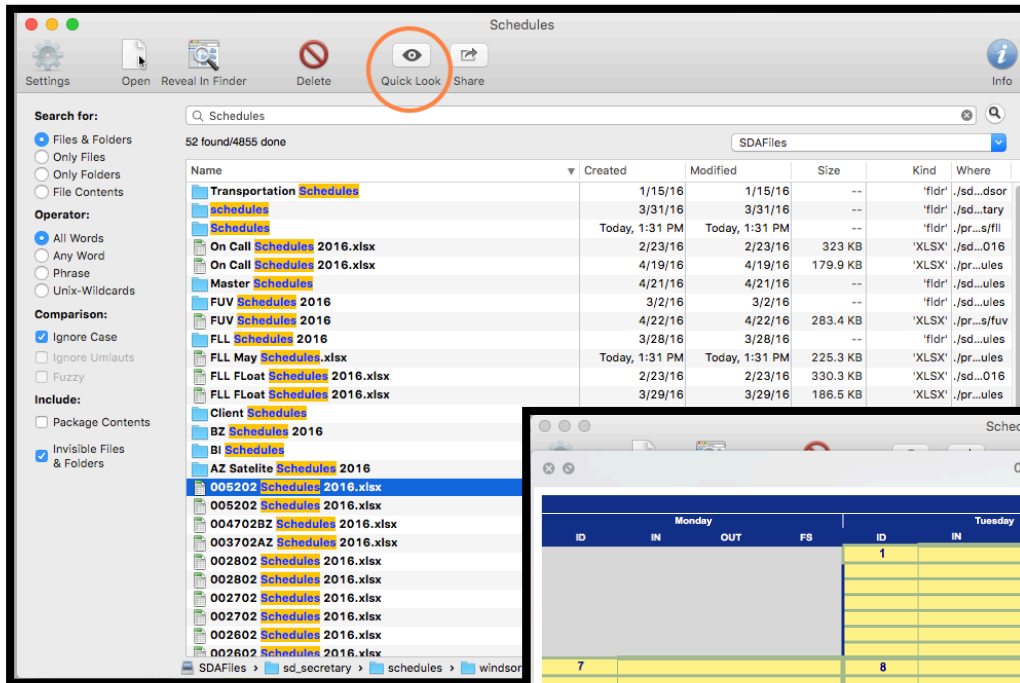 Schedules
Settings Open Reveal In Finder Delete Quick Look Share Info
Search for:
Files & Folders
Only Files
Only Folders
File Contents
Operator:
All Words
Any Word
Phrase
Unix-Wildcards
Comparison:
Ignore Case
Ignore Umlauts
Fuzzy
Include:
Package Contents
Invisible Files
& Folders
Schedules
52 found/4855 done SDAFiles
Name Created Modified Size Kind Where
Transportation Schedules 1/15/16 1/15/16 -- 'fldr' ./sd...dsor
schedules 3/31/16 3/31/16 -- 'fldr' ./sd...tary
Schedules Today, 1:31 PM Today, 1:31 PM -- 'fldr' ./pr...s/fll
On Call Schedules 2016.xlsx 2/23/16 2/23/16 323 KB 'XLSX' ./sd...016
On Call Schedules 2016.xlsx 4/19/16 4/19/16 179.9 KB 'XLSX' ./pr...ules
Master Schedules 4/21/16 4/21/16 -- 'fldr' ./sd...ules
FUV Schedules 2016 3/2/16 3/2/16 -- 'fldr' ./sd...ules
FUV Schedules 2016 4/22/16 4/22/16 283.4 KB 'XLSX' ./pr...s/fuv
FLL Schedules 2016 3/28/16 3/28/16 -- 'fldr' ./sd...ules
FLL May Schedules.xlsx Today, 1:31 PM Today, 1:31 PM 225.3 KB 'XLSX' ./pr...ules
FLL FLoat Schedules 2016.xlsx 2/23/16 2/23/16 330.3 KB 'XLSX' ./sd...016
FLL FLoat Schedules 2016.xlsx 3/29/16 3/29/16 186.5 KB 'XLSX' ./pr...ules
Client Schedules
BZ Schedules 2016
BI Schedules
AZ Satelite Schedules 2016
005202 Schedules 2016.xlsx
005202 Schedules 2016.xlsx
004702BZ Schedules 2016.xlsx
003702AZ Schedules 2016.xlsx
002802 Schedules 2016.xlsx
002802 Schedules 2016.xlsx
002702 Schedules 2016.xlsx
002702 Schedules 2016.xlsx
002602 Schedules 2016.xlsx
002602 Schedules 2016.xlsx
SDAFiles › sd_secretary › schedules › windsor
Monday Tuesday
ID IN OUT FS ID IN
1
7 8